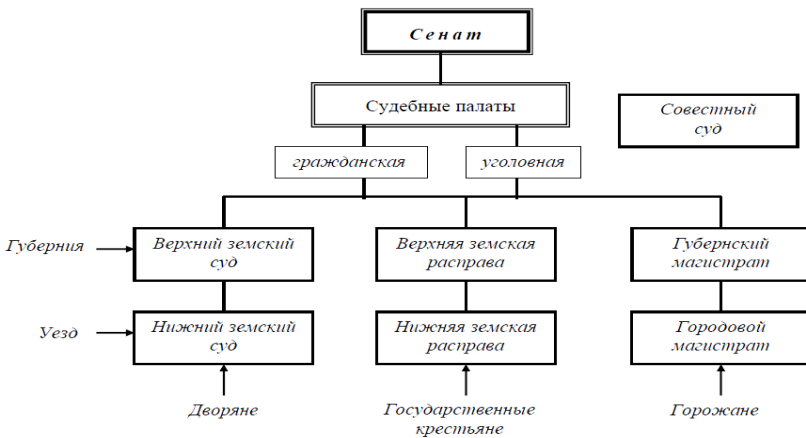 Сенат
Судебные палаты
Совестный
суд
гражданская
уголовная
Губерния
Верхний земский
суд
Верхняя земская
расправа
Губернский
магистрат
Уезд
Нижний земский
суд
Нижняя земская
расправа
Городовой
магистрат
Дворяне
Государственные
крестьяне
Горожане